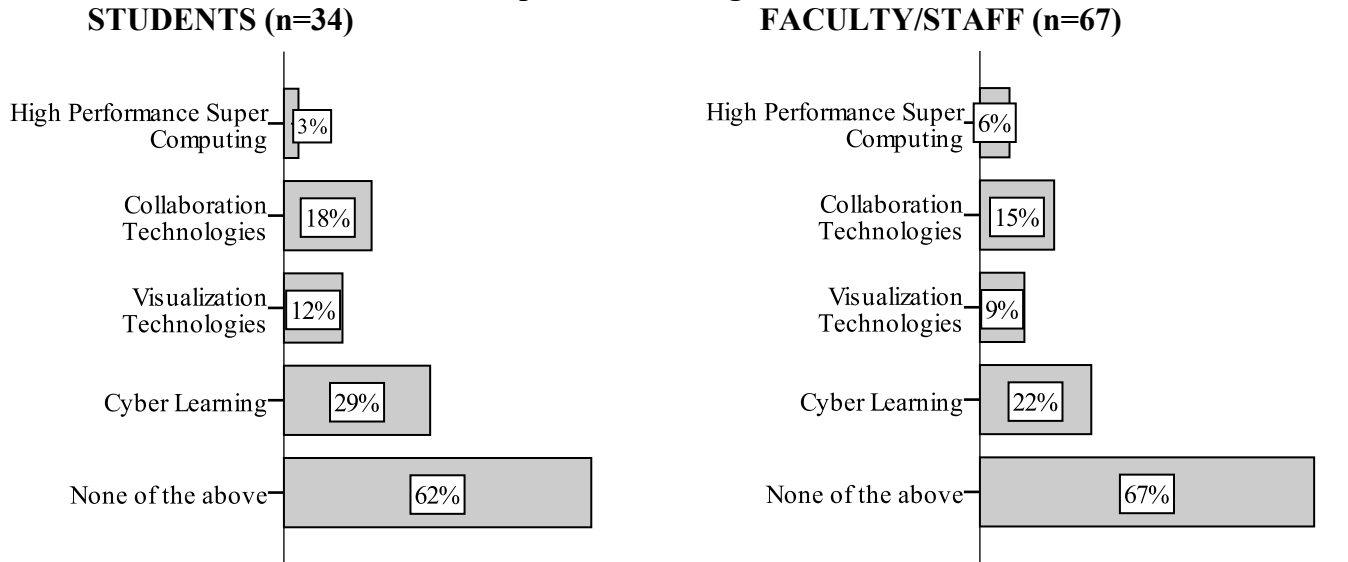 STUDENTS (n=34)
High Performance Super
Computing
3%
Collaboration
Technologies
18%
Visualization
Technologies
12%
Cyber Learning
29%
None of the above
62%
FACULTY/STAFF (n=67)
High Performance Super
Computing
6%
Collaboration
Technologies
15%
Visualization
Technologies
9%
Cyber Learning
22%
None of the above
67%